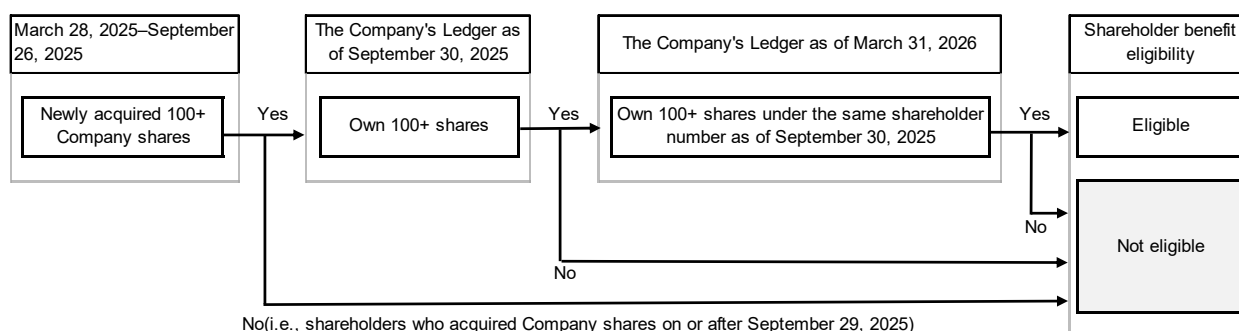 March 28, 2025–September
26, 2025
The Company's Ledger as
of September 30, 2025
The Company's Ledger as of March 31, 2026
Shareholder benefit
eligibility
Newly acquired 100+
Company shares
Yes
Own 100+ shares
Yes
Own 100+ shares under the same shareholder
number as of September 30, 2025
Yes
Eligible
No
Not eligible
No
No(i.e., shareholders who acquired Company shares on or after September 29, 2025)